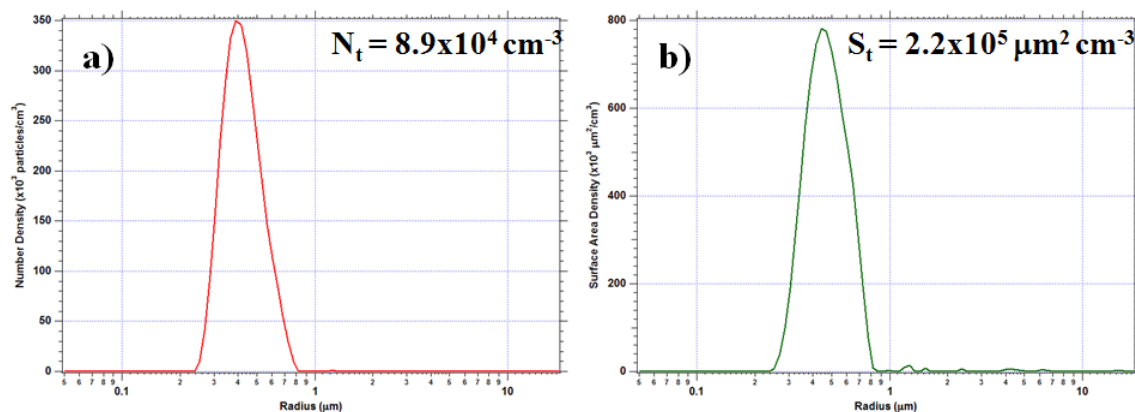 a)
N_t = 8.9x10^4 cm^-3
350
300
250
200
150
100
50
0
Number Density (x10^3 particles/cm^3)
5 6 7 8 9 0.1 2 3 4 5 6 7 8 9 1 2 3 4 5 6 7 8 9 10
Radius (μm)
b)
S_t = 2.2x10^5 μm^2 cm^-3
800
600
400
200
0
Surface Area Density (x10^3 μm^2/cm^3)
5 6 7 8 9 0.1 2 3 4 5 6 7 8 9 1 2 3 4 5 6 7 8 9 10
Radius (μm)